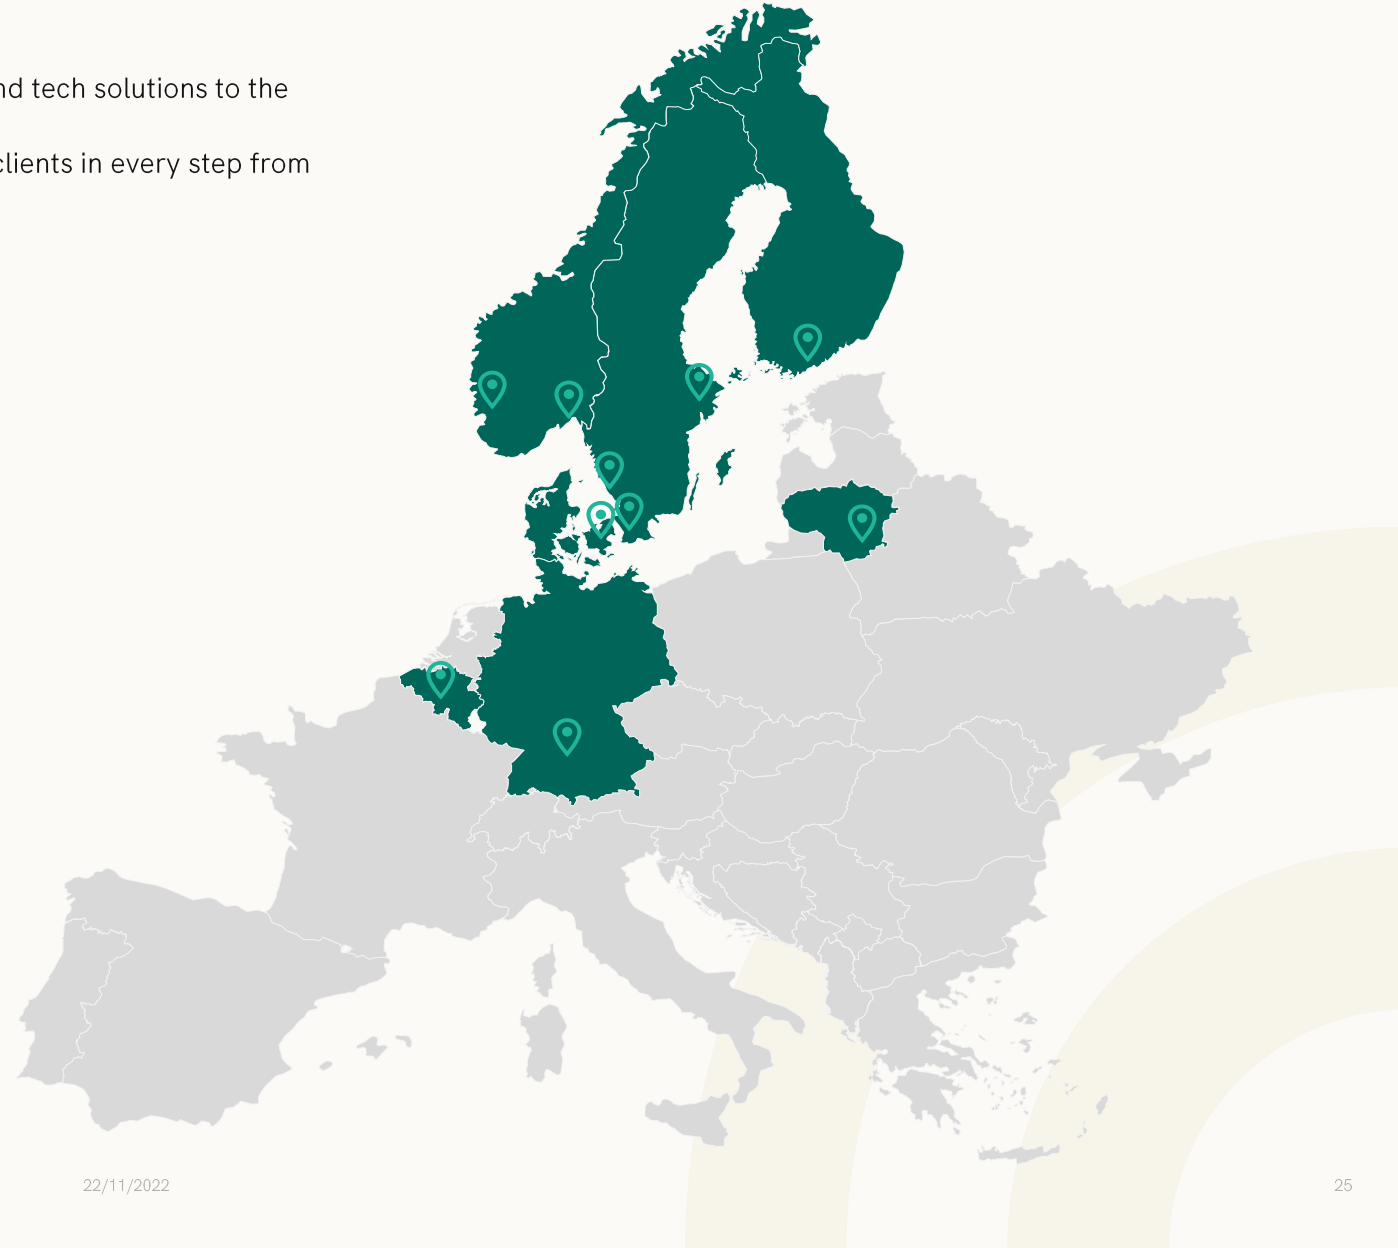 nd tech solutions to the
clients in every step from
22/11/2022
25